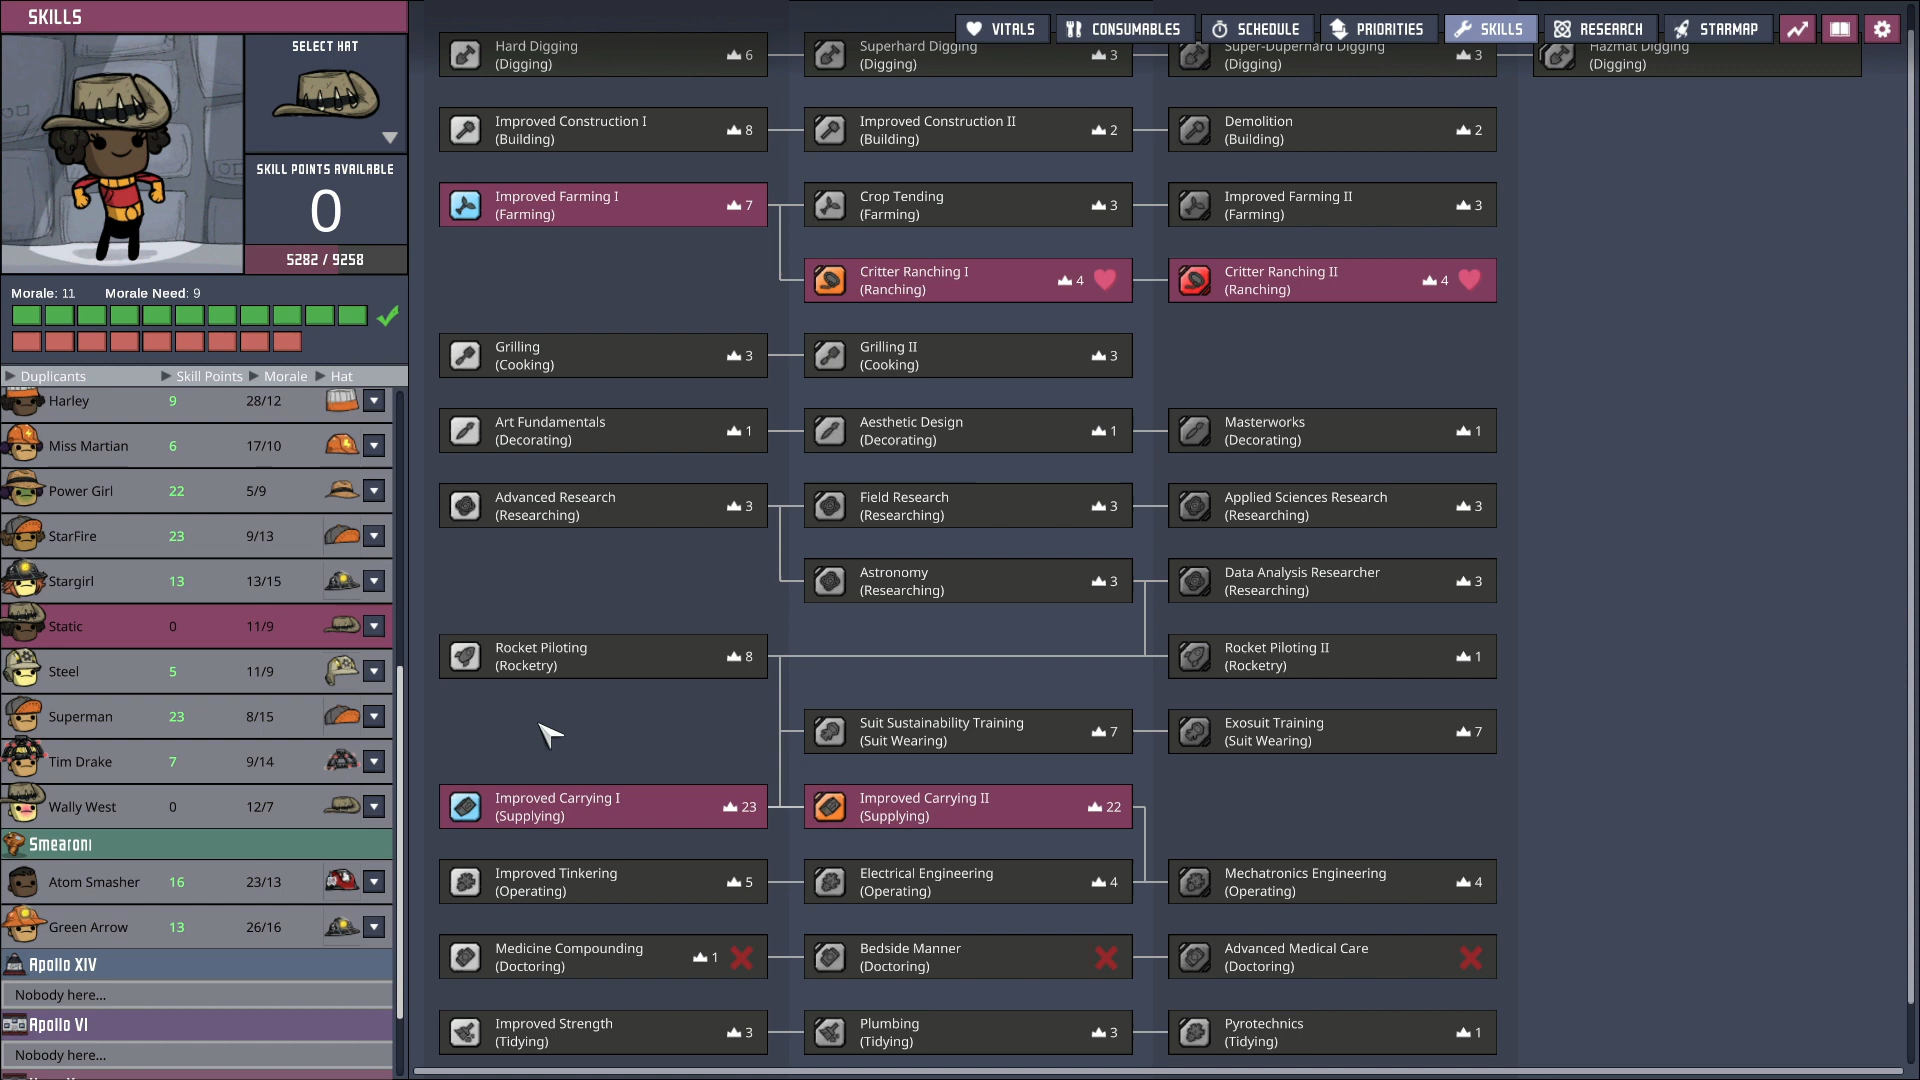 SKILLS
VITALS
CONSUMABLES
SCHEDULE
PRIORITIES
SKILLS
RESEARCH
STARMAP
SELECT HAT
SKILL POINTS AVAILABLE
0
5282 / 9258
Morale: 11 Morale Need: 9
Duplicants Skill Points Morale Hat
Harley 9 28/12
Miss Martian 6 17/10
Power Girl 22 5/9
StarFire 23 9/13
Stargirl 13 13/15
Static 0 11/9
Steel 5 11/9
Superman 23 8/15
Tim Drake 7 9/14
Wally West 0 12/7
Smearoni
Atom Smasher 16 23/13
Green Arrow 13 26/16
Apollo XIV
Nobody here...
Apollo VI
Nobody here...
Hard Digging
(Digging)
6
Superhard Digging
(Digging)
3
Super-Duperhard Digging
(Digging)
3
Hazmat Digging
(Digging)
Improved Construction I
(Building)
8
Improved Construction II
(Building)
2
Demolition
(Building)
2
Improved Farming I
(Farming)
7
Crop Tending
(Farming)
3
Improved Farming II
(Farming)
3
Critter Ranching I
(Ranching)
4
Critter Ranching II
(Ranching)
4
Grilling
(Cooking)
3
Grilling II
(Cooking)
3
Art Fundamentals
(Decorating)
1
Aesthetic Design
(Decorating)
1
Masterworks
(Decorating)
1
Advanced Research
(Researching)
3
Field Research
(Researching)
3
Applied Sciences Research
(Researching)
3
Astronomy
(Researching)
3
Data Analysis Researcher
(Researching)
3
Rocket Piloting
(Rocketry)
8
Rocket Piloting II
(Rocketry)
1
Suit Sustainability Training
(Suit Wearing)
7
Exosuit Training
(Suit Wearing)
7
Improved Carrying I
(Supplying)
23
Improved Carrying II
(Supplying)
22
Improved Tinkering
(Operating)
5
Electrical Engineering
(Operating)
4
Mechatronics Engineering
(Operating)
4
Medicine Compounding
(Doctoring)
1
Bedside Manner
(Doctoring)
Advanced Medical Care
(Doctoring)
Improved Strength
(Tidying)
3
Plumbing
(Tidying)
3
Pyrotechnics
(Tidying)
1